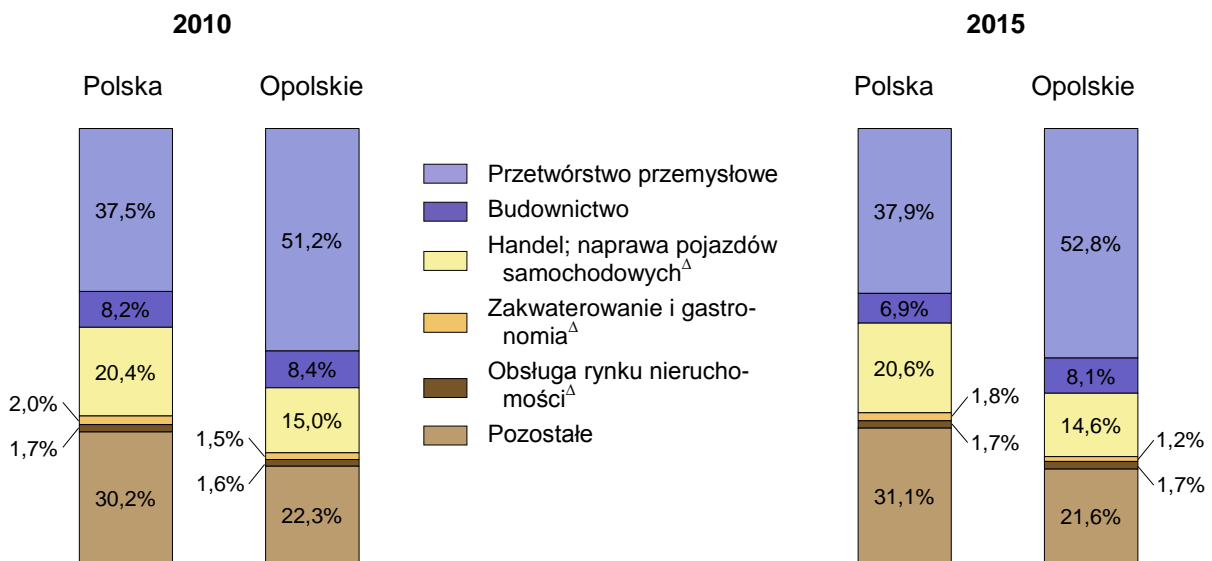 2010
2015
Polska
Opolskie
Polska
Opolskie
37,5%
8,2%
20,4%
2,0%
1,7%
30,2%
51,2%
8,4%
15,0%
1,5%
1,6%
22,3%
Przetwórstwo przemysłowe
Budownictwo
Handel; naprawa pojazdów
samochodowych^Δ
Zakwaterowanie i gastro-
nomia^Δ
Obsługa rynku nierucho-
mości^Δ
Pozostałe
37,9%
6,9%
20,6%
1,8%
1,7%
31,1%
52,8%
8,1%
14,6%
1,2%
1,7%
21,6%